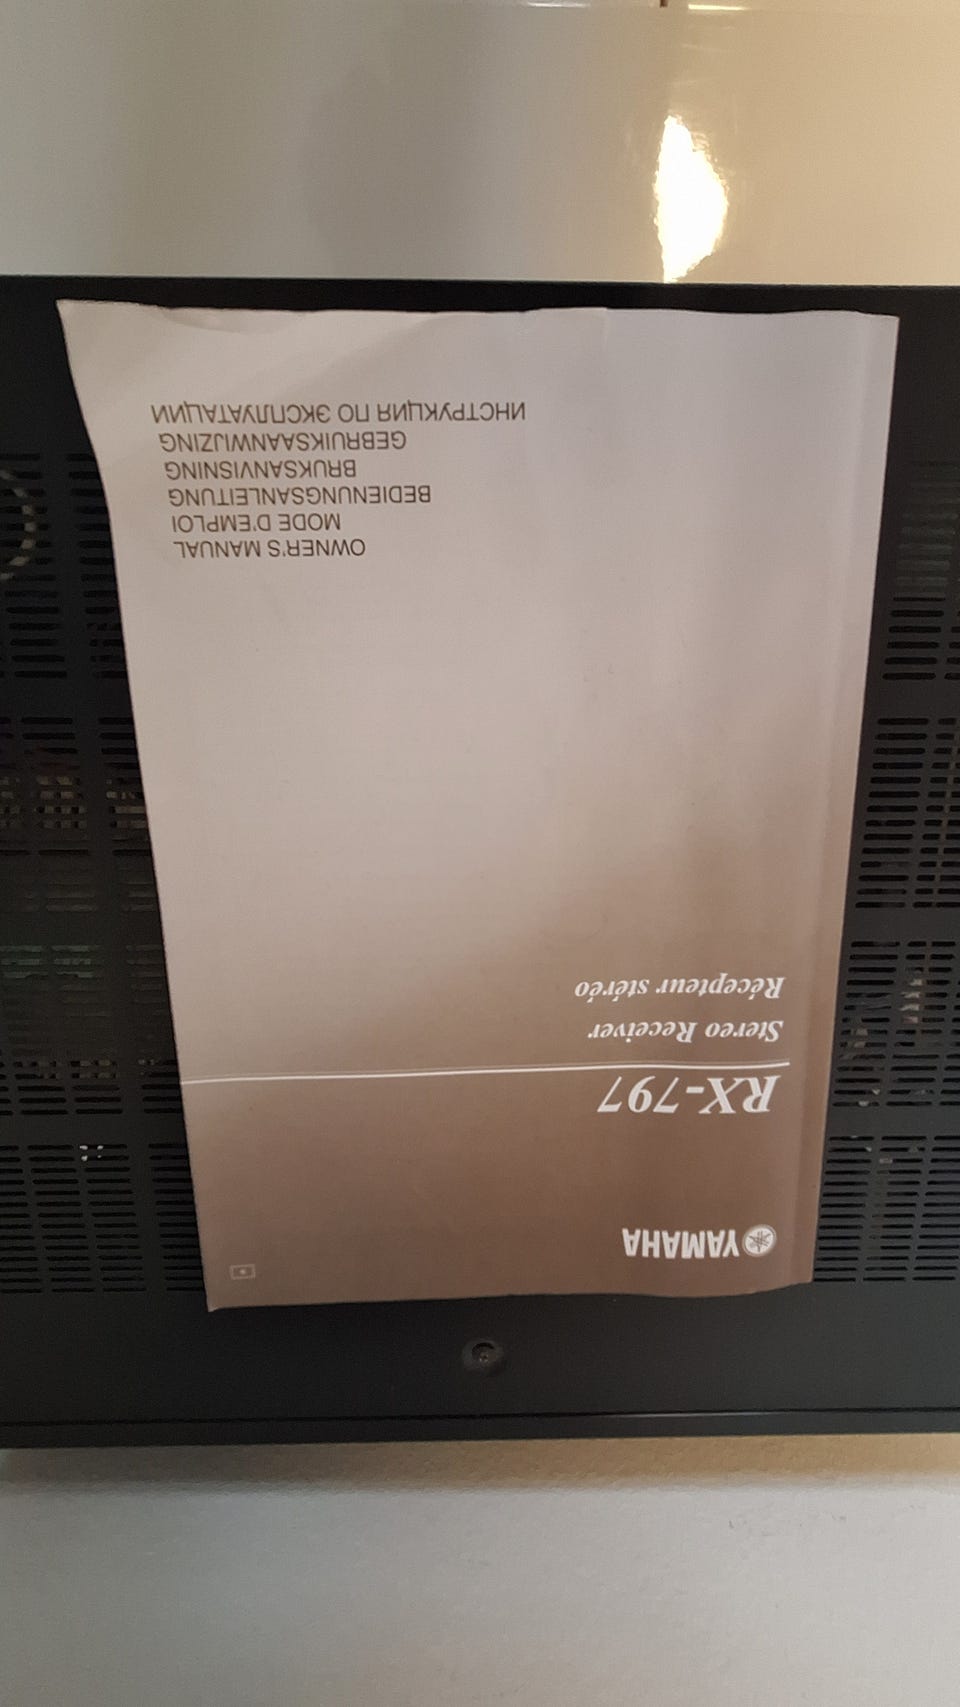 YAMAHA
RX-797
Stereo Receiver
Récepteur stéréo
OWNER'S MANUAL
MODE D'EMPLOI
BEDIENUNGSANLEITUNG
BRUKSANVISNING
GEBRUIKSAANWIJZING
ИНСТРУКЦИЯ ПО ЭКСПЛУАТАЦИИ